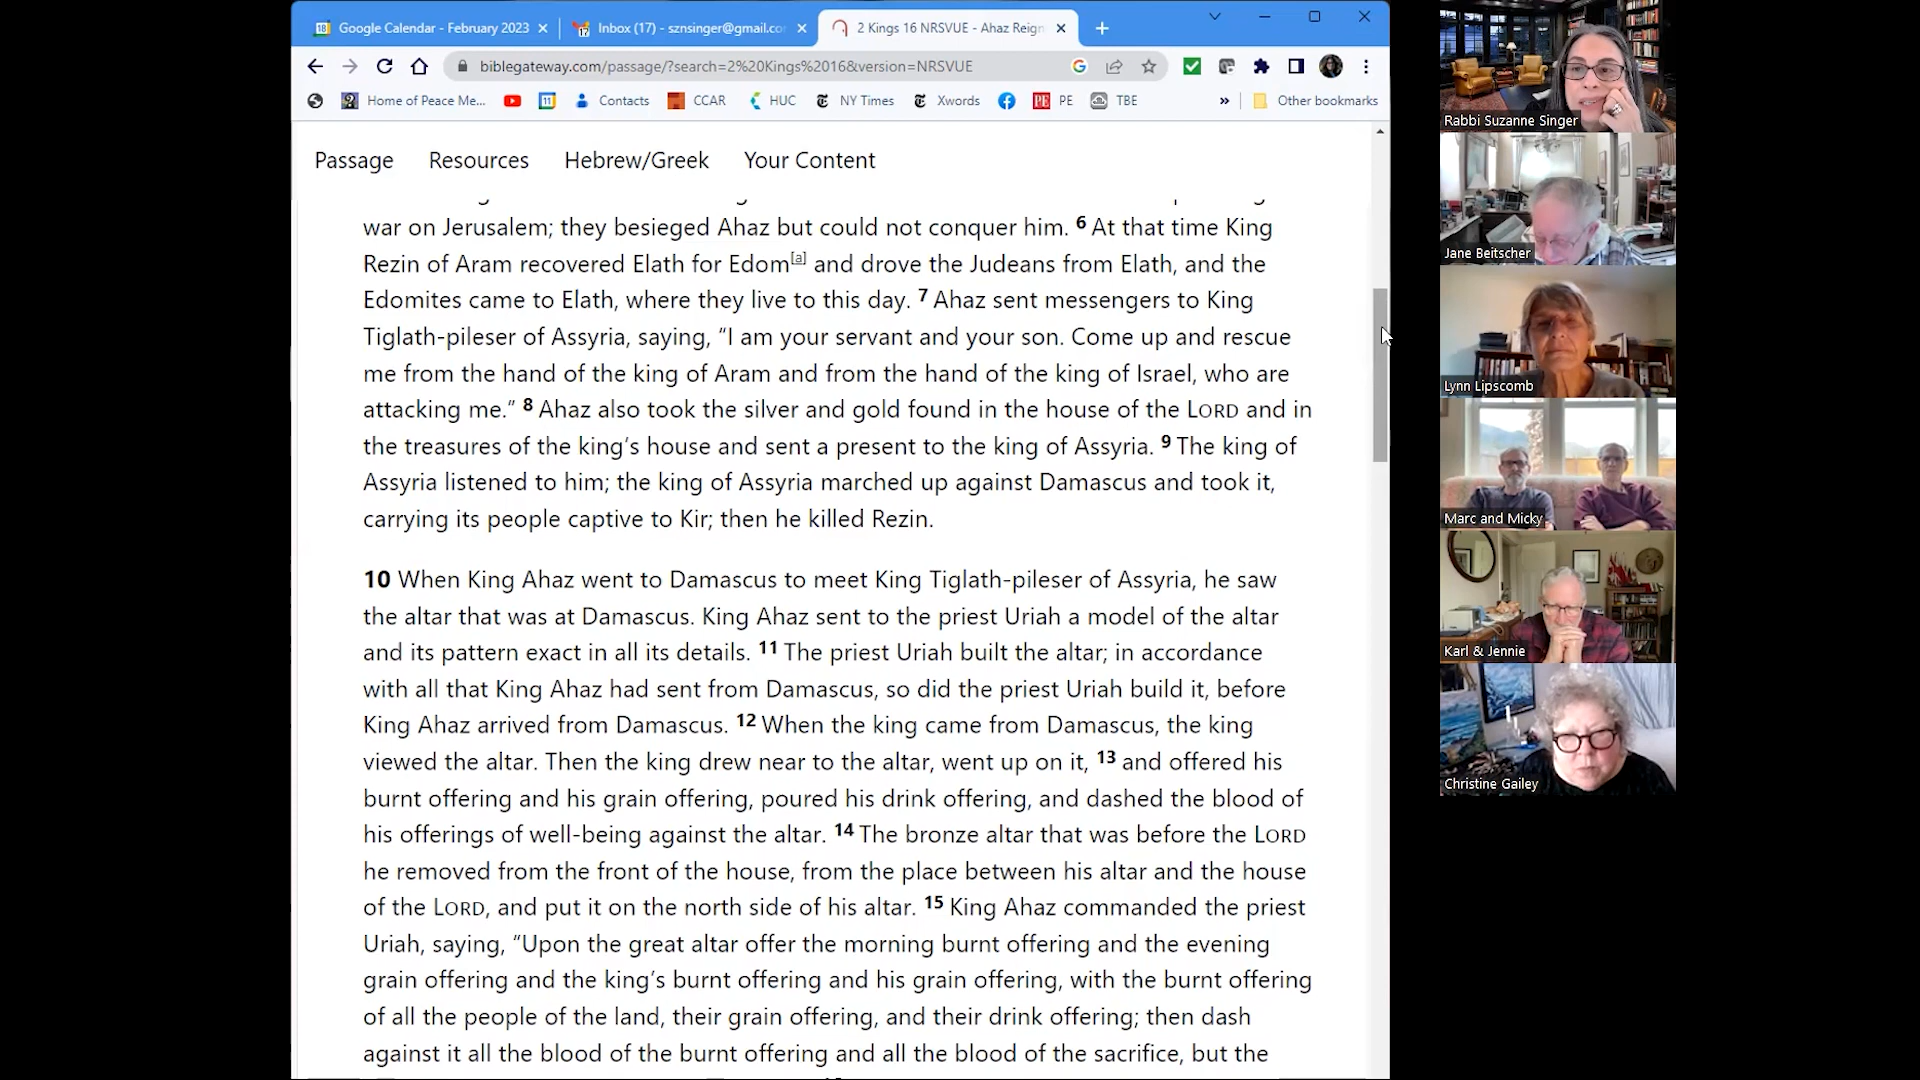 Google Calendar - February 2023
Inbox (17) - sznsinger@gmail.co
2 Kings 16 NRSVUE - Ahaz Reign
biblegateway.com/passage/?search=2%20Kings%2016&version=NRSVUE
Home of Peace Me...
Contacts
CCAR
HUC
NY Times
Xwords
PE
TBE
»
Other bookmarks
Passage Resources Hebrew/Greek Your Content
war on Jerusalem; they besieged Ahaz but could not conquer him. 6 At that time King
Rezin of Aram recovered Elath for Edom[a] and drove the Judeans from Elath, and the
Edomites came to Elath, where they live to this day. 7 Ahaz sent messengers to King
Tiglath-pileser of Assyria, saying, “I am your servant and your son. Come up and rescue
me from the hand of the king of Aram and from the hand of the king of Israel, who are
attacking me.” 8 Ahaz also took the silver and gold found in the house of the LORD and in
the treasures of the king’s house and sent a present to the king of Assyria. 9 The king of
Assyria listened to him; the king of Assyria marched up against Damascus and took it,
carrying its people captive to Kir; then he killed Rezin.
10 When King Ahaz went to Damascus to meet King Tiglath-pileser of Assyria, he saw
the altar that was at Damascus. King Ahaz sent to the priest Uriah a model of the altar
and its pattern exact in all its details. 11 The priest Uriah built the altar; in accordance
with all that King Ahaz had sent from Damascus, so did the priest Uriah build it, before
King Ahaz arrived from Damascus. 12 When the king came from Damascus, the king
viewed the altar. Then the king drew near to the altar, went up on it, 13 and offered his
burnt offering and his grain offering, poured his drink offering, and dashed the blood of
his offerings of well-being against the altar. 14 The bronze altar that was before the LORD
he removed from the front of the house, from the place between his altar and the house
of the LORD, and put it on the north side of his altar. 15 King Ahaz commanded the priest
Uriah, saying, “Upon the great altar offer the morning burnt offering and the evening
grain offering and the king’s burnt offering and his grain offering, with the burnt offering
of all the people of the land, their grain offering, and their drink offering; then dash
against it all the blood of the burnt offering and all the blood of the sacrifice, but the
Rabbi Suzanne Singer
Jane Beitscher
Lynn Lipscomb
Marc and Micky
Karl & Jennie
Christine Gailey